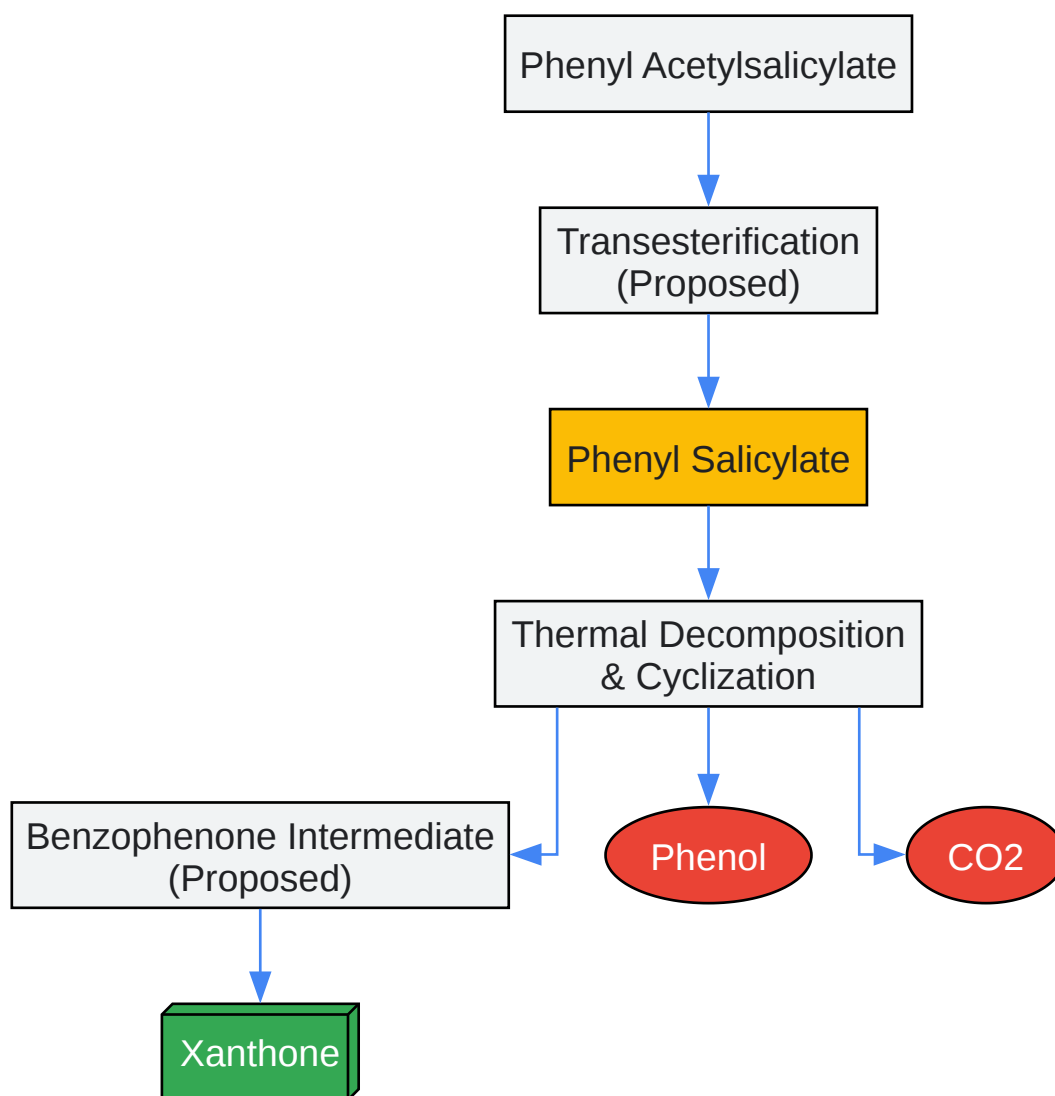 Phenyl Acetylsalicylate
Transesterification
(Proposed)
Phenyl Salicylate
Thermal Decomposition
& Cyclization
Benzophenone Intermediate
(Proposed)
Phenol
CO2
Xanthone